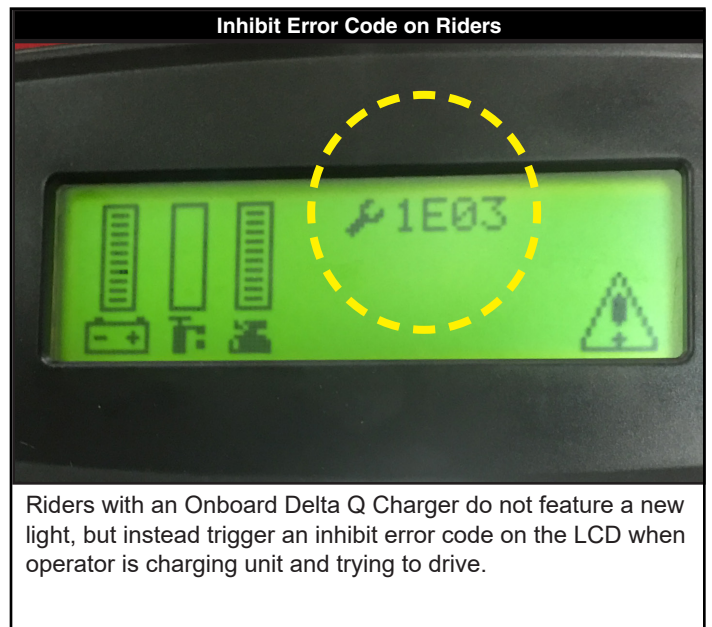 Inhibit Error Code on Riders
1E03
Riders with an Onboard Delta Q Charger do not feature a new
light, but instead trigger an inhibit error code on the LCD when
operator is charging unit and trying to drive.